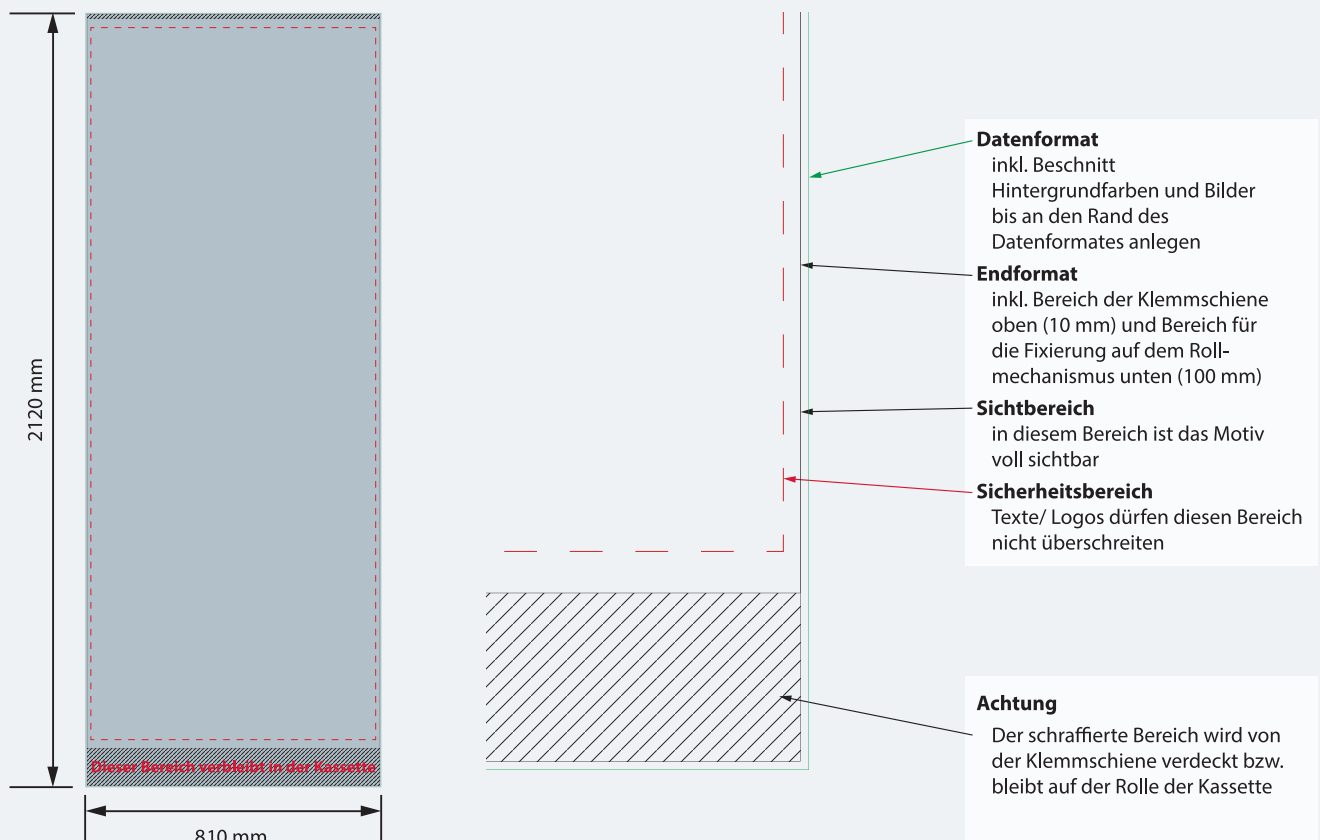 2120 mm
Dieser Bereich verbleibt in der Kassette
810 mm
Datenformat
inkl. Beschnitt
Hintergrundfarben und Bilder
bis an den Rand des
Datenformates anlegen
Endformat
inkl. Bereich der Klemmschiene
oben (10 mm) und Bereich für
die Fixierung auf dem Roll-
mechanismus unten (100 mm)
Sichtbereich
in diesem Bereich ist das Motiv
voll sichtbar
Sicherheitsbereich
Texte/ Logos dürfen diesen Bereich
nicht überschreiten
Achtung
Der schraffierte Bereich wird von
der Klemmschiene verdeckt bzw.
bleibt auf der Rolle der Kassette